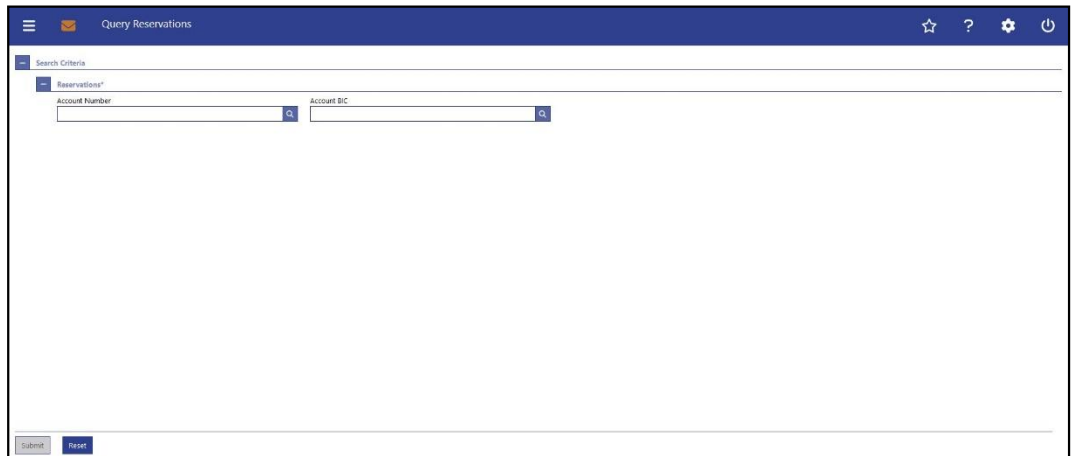 Query Reservations
Search Criteria
Reservations*
Account Number Account BIC
Submit Reset